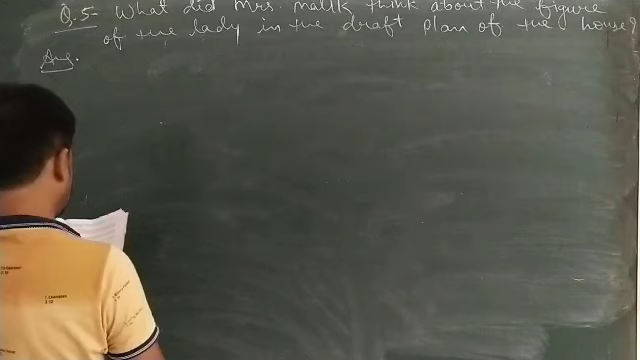 Q.5- What did Mrs. Malik think about the figure
of the lady in the draft plan of the house?
Ans.